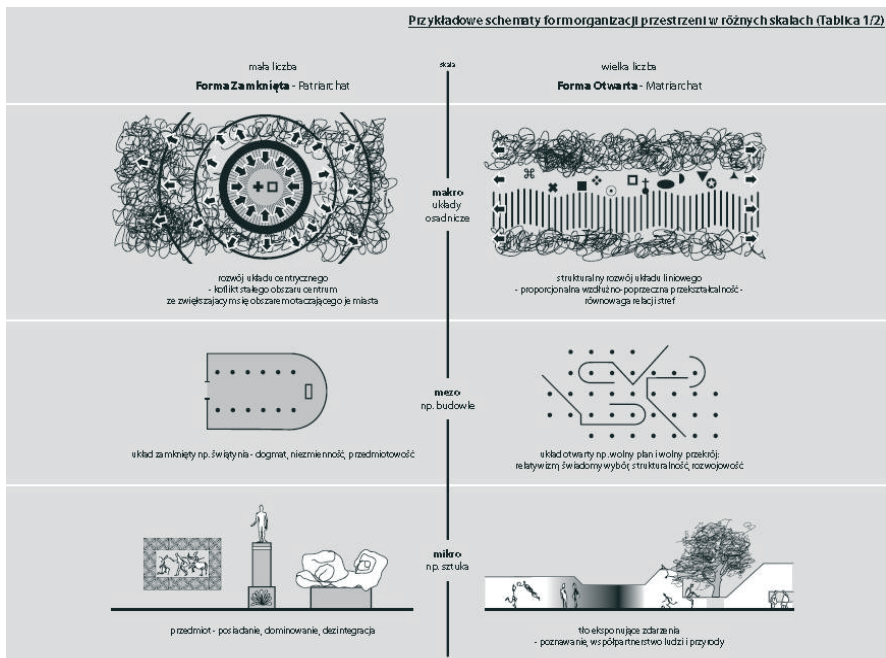 Przykładowe schematy form organizacji przestrzeni w różnych skalach (Tablica 1/2)
mała liczba
Forma Zamknięta - Patriarchat
skala
wielka liczba
Forma Otwarta - Matriarchat
makro
układy
osadnicze
rozwój układu centrycznego
- koflikt stałego obszaru centrum
ze zwiększającym się obszarem otaczającego je miasta
strukturalny rozwój układu liniowego
- proporcjonalna wzdłużno-poprzeczna przekształcalność -
równowaga relacji stref
mezo
np. budowle
układ zamknięty np. świątynia - dogmat, niezmienność, przedmiotowość
układ otwarty np. wolny plan i wolny przekrój:
relatywizm, świadomy wybór, strukturalność, rozwojowość
mikro
np. sztuka
przedmiot - posiadanie, dominowanie, dezintegracja
tło eksponujące zdarzenia
- poznawanie, współpartnerstwo ludzi i przyrody